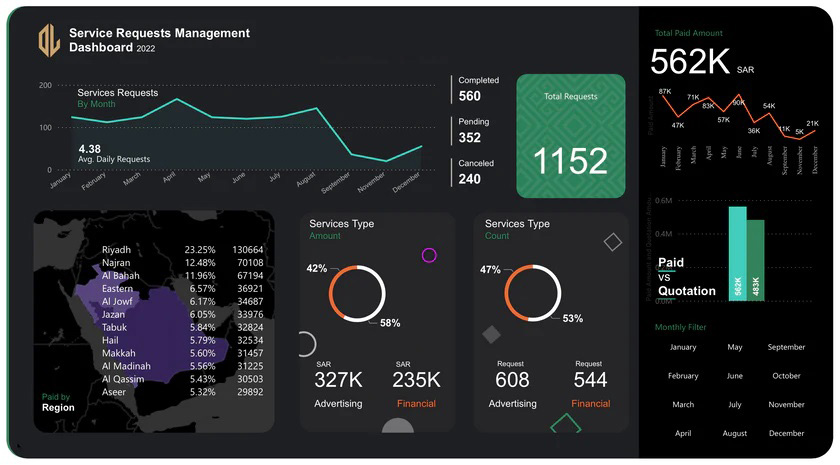 Service Requests Management
Dashboard 2022
Services Requests
By Month
200
100
0
4.38
Avg. Daily Requests
January
February
March
April
May
June
July
August
September
November
December
Completed
560
Pending
352
Canceled
240
Total Requests
1152
Riyadh 23.25% 130664
Najran 12.48% 70108
Al Bahah 11.96% 67194
Eastern 6.57% 36921
Al Jowf 6.17% 34687
Jazan 6.05% 33976
Tabuk 5.84% 32824
Hail 5.79% 32534
Makkah 5.60% 31457
Al Madinah 5.56% 31225
Al Qassim 5.43% 30503
Aseer 5.32% 29892
Paid by
Region
Services Type
Amount
42%
58%
SAR SAR
327K 235K
Advertising Financial
Services Type
Count
47%
53%
Request Request
608 544
Advertising Financial
Total Paid Amount
562K SAR
87K
47K
71K
83K
57K
90K
36K
54K
11K
5K
21K
Paid Amount
January
February
March
April
May
June
July
August
September
November
December
0.6M
0.4M
0.2M
0.0M
562K
483K
Paid
VS
Quotation
Monthly Filter
January May September
February June October
March July November
April August December